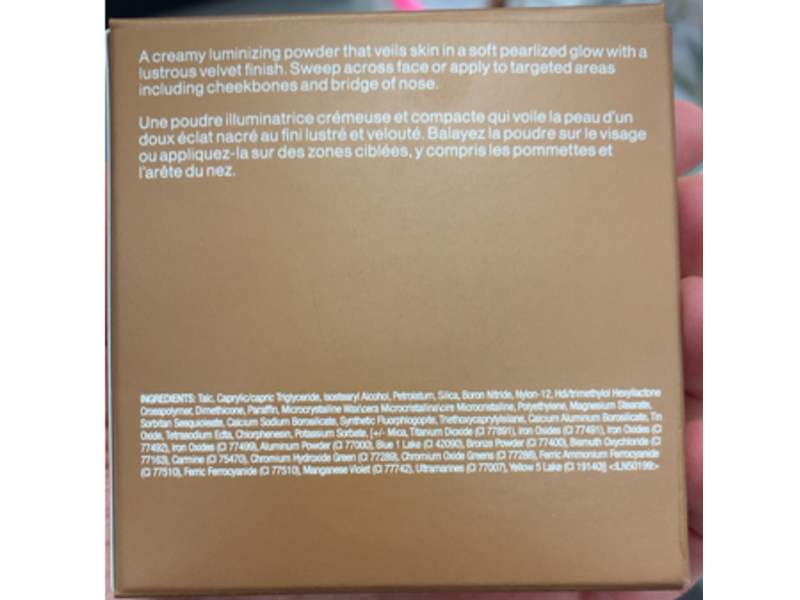 A creamy luminizing powder that veils skin in a soft pearlized glow with a
lustrous velvet finish. Sweep across face or apply to targeted areas
including cheekbones and bridge of nose.
Une poudre illuminatrice crémeuse et compacte qui voile la peau d'un
doux éclat nacré au fini lustré et velouté. Balayez la poudre sur le visage
ou appliquez-la sur des zones ciblées, y compris les pommettes et
l'arête du nez.
INGREDIENTS: Talc, Caprylic/capric Triglyceride, Isostearyl Alcohol, Petrolatum, Silica, Boron Nitride, Nylon-12, Hdi/trimethylol Hexyllactone
Crosspolymer, Dimethicone, Paraffin, Microcrystalline Wax\cera Microcristallina\cire Microcristalline, Polyethylene, Magnesium Stearate,
Sorbitan Sesquioleate, Calcium Sodium Borosilicate, Synthetic Fluorphlogopite, Triethoxycaprylylsilane, Calcium Aluminum Borosilicate, Tin
Oxide, Tetrasodium Edta, Chlorphenesin, Potassium Sorbate, [+/- Mica, Titanium Dioxide (CI 77891), Iron Oxides (CI 77491), Iron Oxides (CI
77492), Iron Oxides (CI 77499), Aluminum Powder (CI 77000), Blue 1 Lake (CI 42090), Bronze Powder (CI 77400), Bismuth Oxychloride (CI
77163), Carmine (CI 75470), Chromium Hydroxide Green (CI 77289), Chromium Oxide Greens (CI 77288), Ferric Ammonium Ferrocyanide
(CI 77510), Ferric Ferrocyanide (CI 77510), Manganese Violet (CI 77742), Ultramarines (CI 77007), Yellow 5 Lake (CI 19140)] <ILN50199>